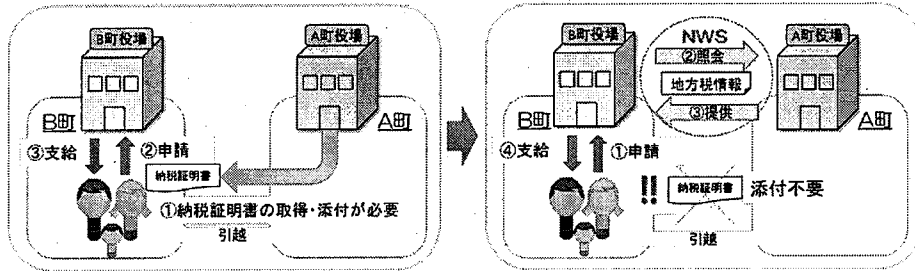 B町役場
A町役場
B町
A町
③支給
②申請
納税証明書
①納税証明書の取得・添付が必要
引越
B町役場
NWS
A町役場
②照会
地方税情報
③提供
B町
A町
④支給
①申請
!!
納税証明書
添付不要
引越